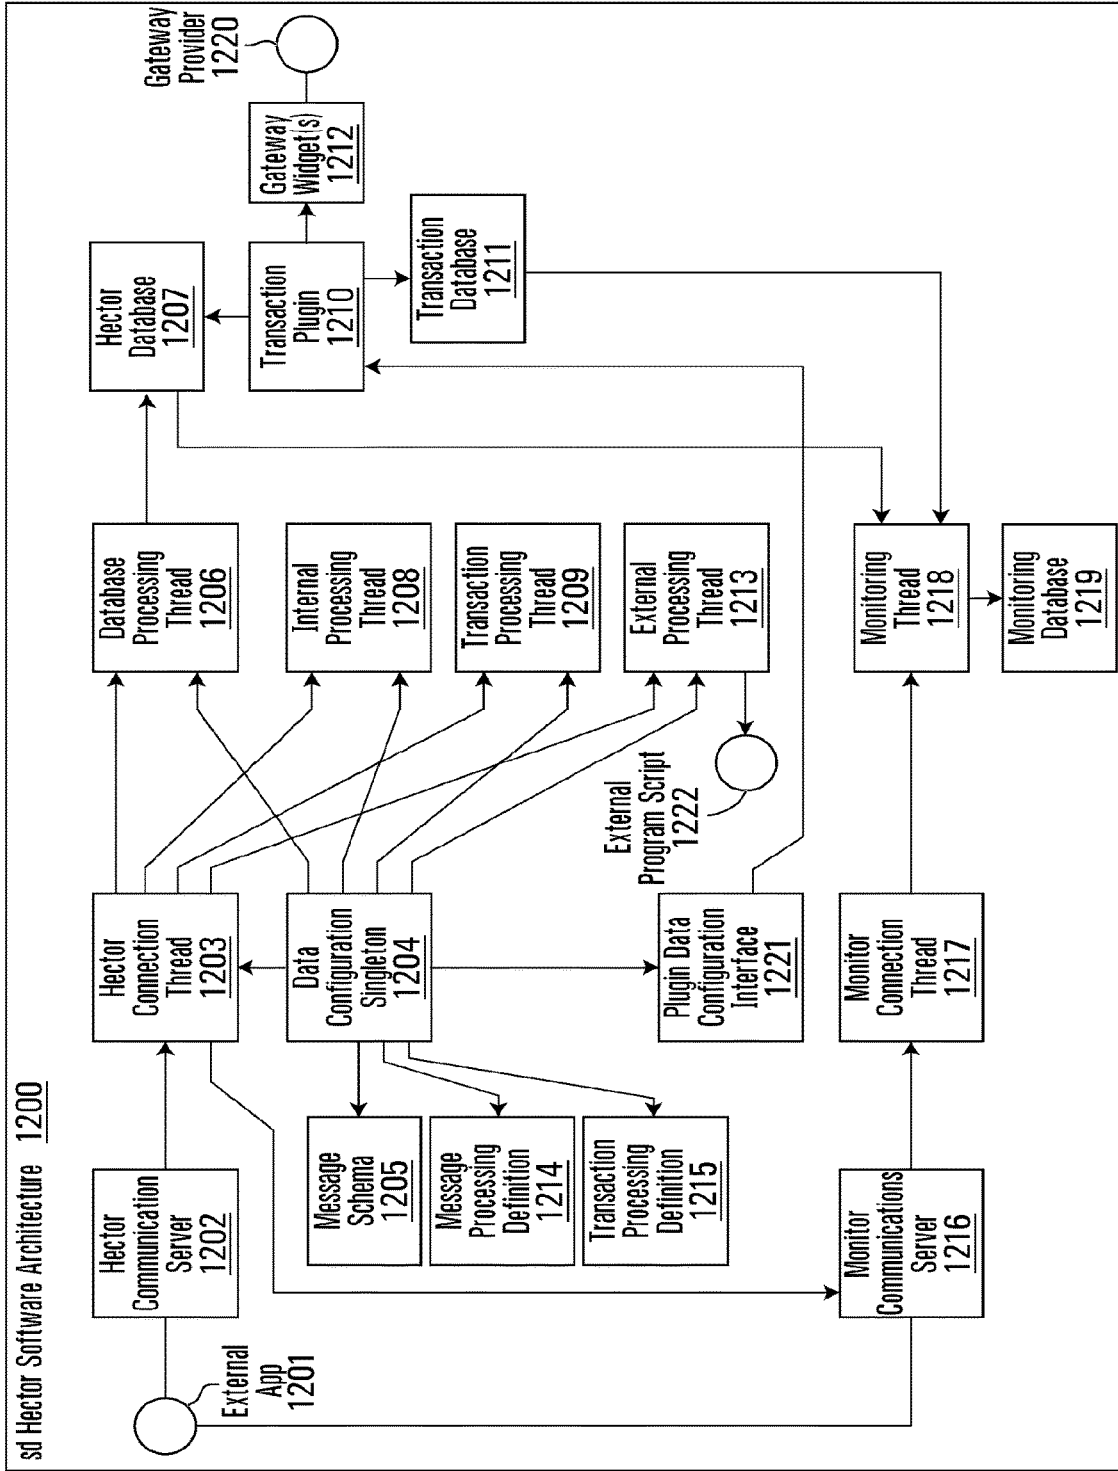 sd Hector Software Architecture 1200
External
App
1201
Hector
Communication
Server
1202
Hector
Connection
Thread
1203
Database
Processing
Thread
1206
Hector
Database
1207
Gateway
Provider
1220
Data
Configuration
Singleton
1204
Internal
Processing
Thread
1208
Transaction
Plugin
1210
Gateway
Widget(s)
1212
Message
Schema
1205
Message
Processing
Definition
1214
Transaction
Processing
Definition
1215
Transaction
Processing
Thread
1209
Transaction
Database
1211
External
Processing
Thread
1213
External
Program Script
1222
Plugin Data
Configuration
Interface
1221
Monitor
Communications
Server
1216
Monitor
Connection
Thread
1217
Monitoring
Thread
1218
Monitoring
Database
1219